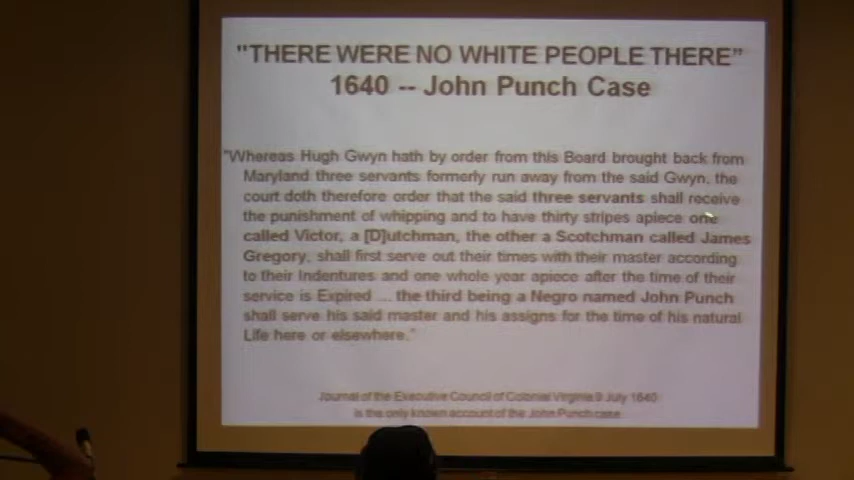 "THERE WERE NO WHITE PEOPLE THERE"
1640 -- John Punch Case
"Whereas Hugh Gwyn hath by order from this Board brought back from
Maryland three servants formerly run away from the said Gwyn, the
court doth therefore order that the said three servants shall receive
the punishment of whipping and to have thirty stripes apiece one
called Victor, a [D]utchman, the other a Scotchman called James
Gregory, shall first serve out their times with their master according
to their Indentures and one whole year apiece after the time of their
service is Expired ... the third being a Negro named John Punch
shall serve his said master and his assigns for the time of his natural
Life here or elsewhere."
Journal of the Executive Council of Colonial Virginia 9 July 1640
is the only known account of the John Punch case